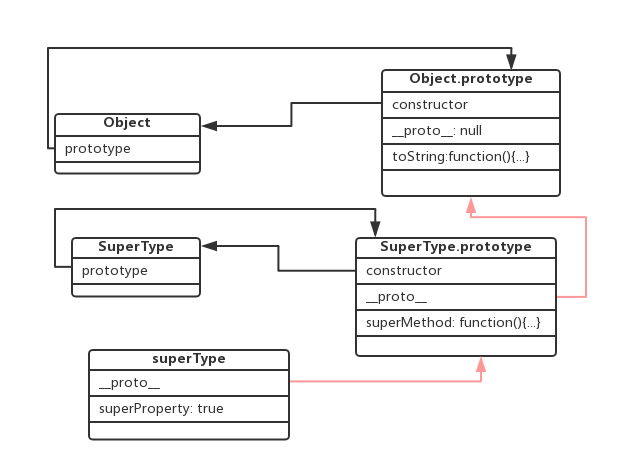 Object.prototype
constructor
__proto__: null
toString:function(){...}
Object
prototype
SuperType
prototype
SuperType.prototype
constructor
__proto__
superMethod: function(){...}
superType
__proto__
superProperty: true